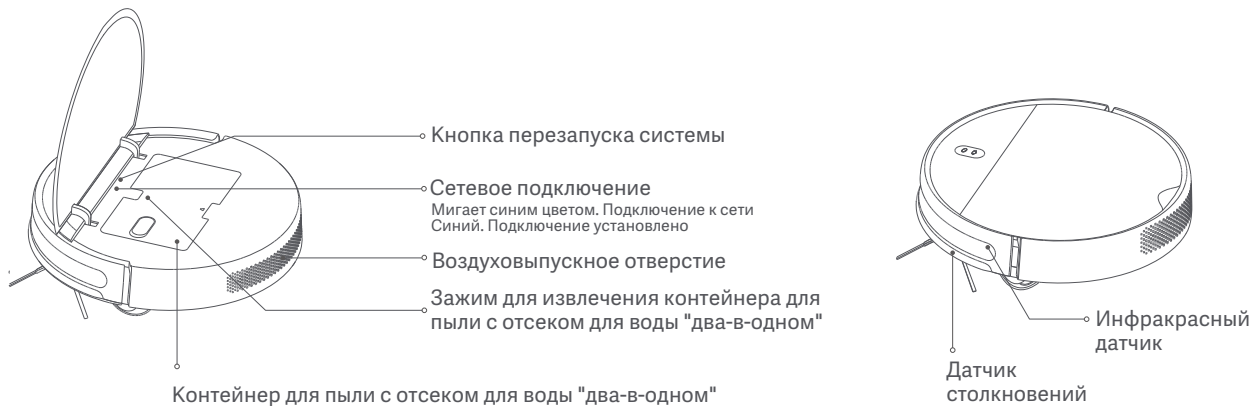 Кнопка перезапуска системы
Сетевое подключение
Мигает синим цветом. Подключение к сети
Синий. Подключение установлено
Воздуховыпускное отверстие
Зажим для извлечения контейнера для
пыли с отсеком для воды "два-в-одном"
Контейнер для пыли с отсеком для воды "два-в-одном"
Инфракрасный
датчик
Датчик
столкновений